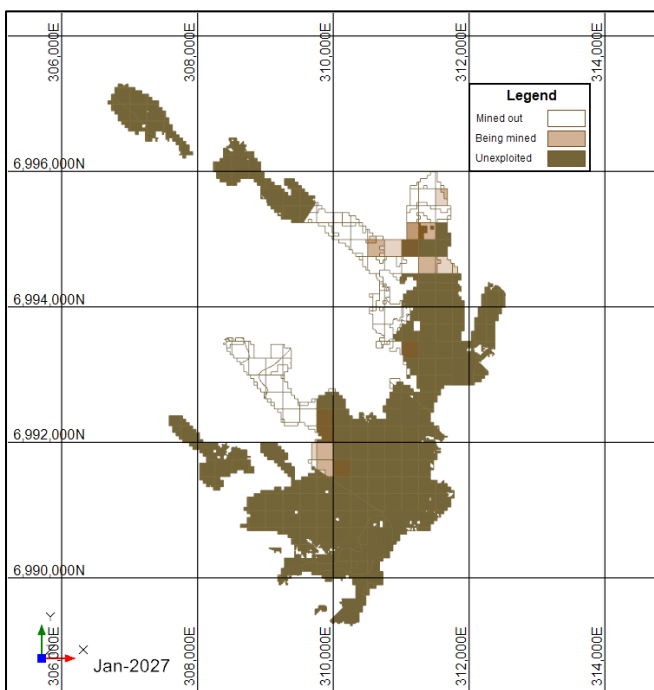 306,000E
308,000E
310,000E
312,000E
314,000E
Legend
Mined out
Being mined
Unexploited
6,996,000N
6,994,000N
6,992,000N
6,990,000N
Y
X
Jan-2027
306,000E
308,000E
310,000E
312,000E
314,000E